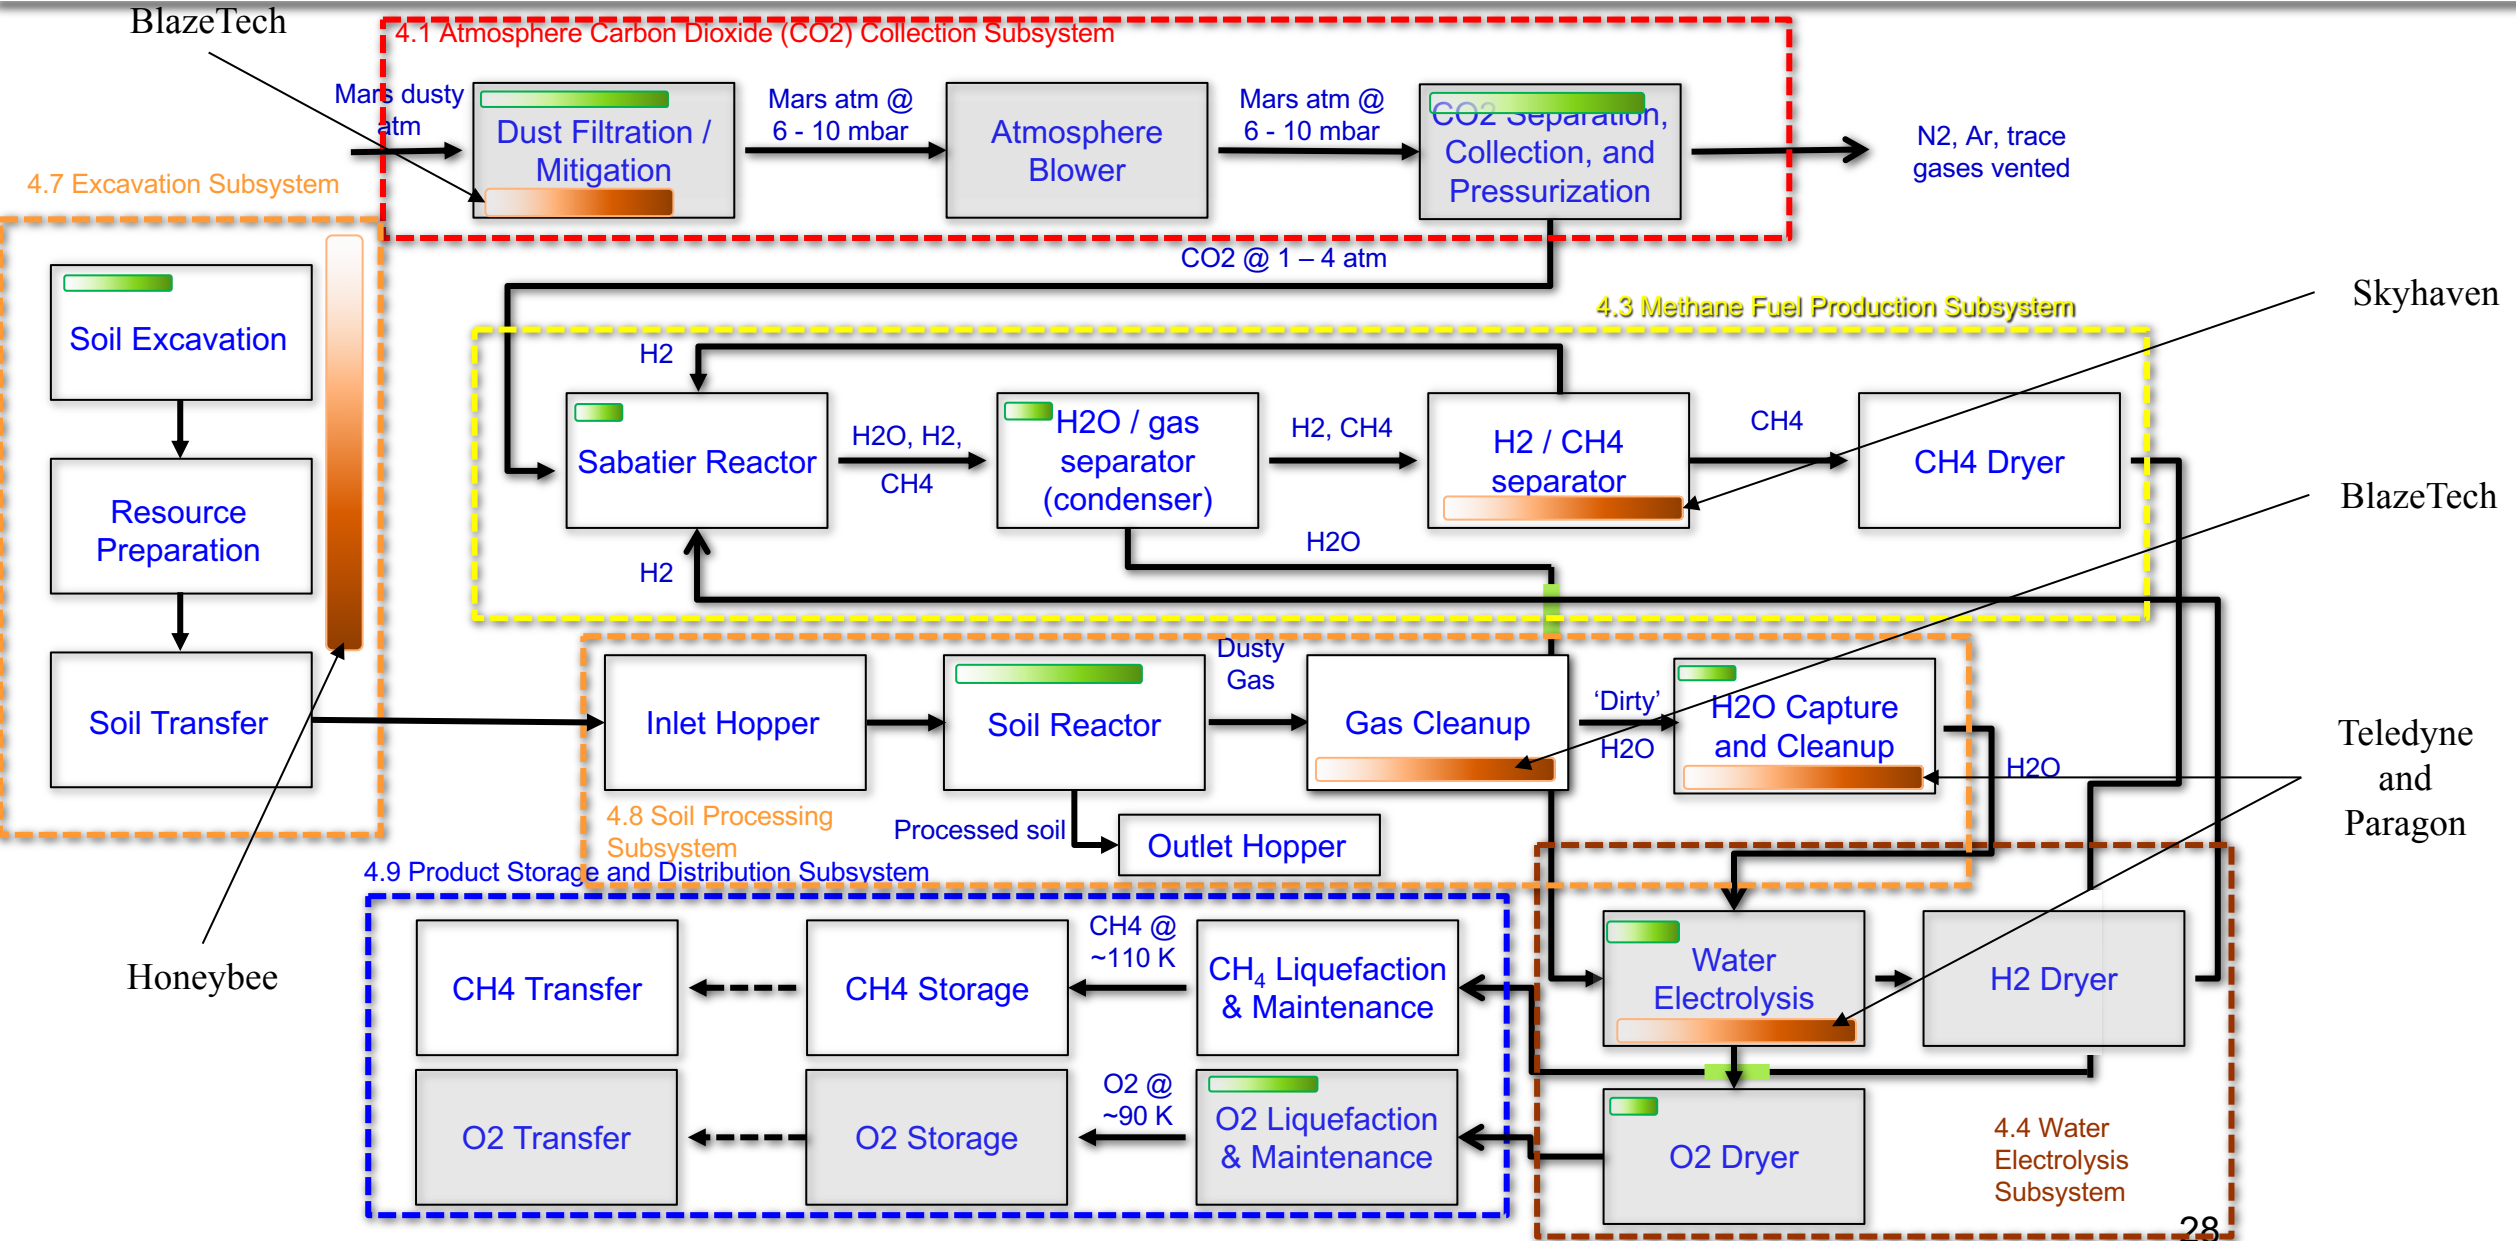 BlazeTech
4.1 Atmosphere Carbon Dioxide (CO2) Collection Subsystem
Mars dusty
atm
Dust Filtration /
Mitigation
Mars atm @
6 - 10 mbar
Atmosphere
Blower
Mars atm @
6 - 10 mbar
CO2 Separation,
Collection, and
Pressurization
N2, Ar, trace
gases vented
4.7 Excavation Subsystem
CO2 @ 1 – 4 atm
Skyhaven
4.3 Methane Fuel Production Subsystem
Soil Excavation
H2
Sabatier Reactor
H2O, H2,
CH4
H2O / gas
separator
(condenser)
H2, CH4
H2 / CH4
separator
CH4
CH4 Dryer
BlazeTech
Resource
Preparation
H2O
H2
Soil Transfer
Inlet Hopper
Soil Reactor
Dusty
Gas
Gas Cleanup
‘Dirty’
H2O
H2O Capture
and Cleanup
H2O
Teledyne
and
Paragon
4.8 Soil Processing
Subsystem
Processed soil
Outlet Hopper
4.9 Product Storage and Distribution Subsystem
Honeybee
CH4 Transfer
CH4 Storage
CH4 @
~110 K
CH4 Liquefaction
& Maintenance
Water
Electrolysis
H2 Dryer
O2 Transfer
O2 Storage
O2 @
~90 K
O2 Liquefaction
& Maintenance
O2 Dryer
4.4 Water
Electrolysis
Subsystem
28